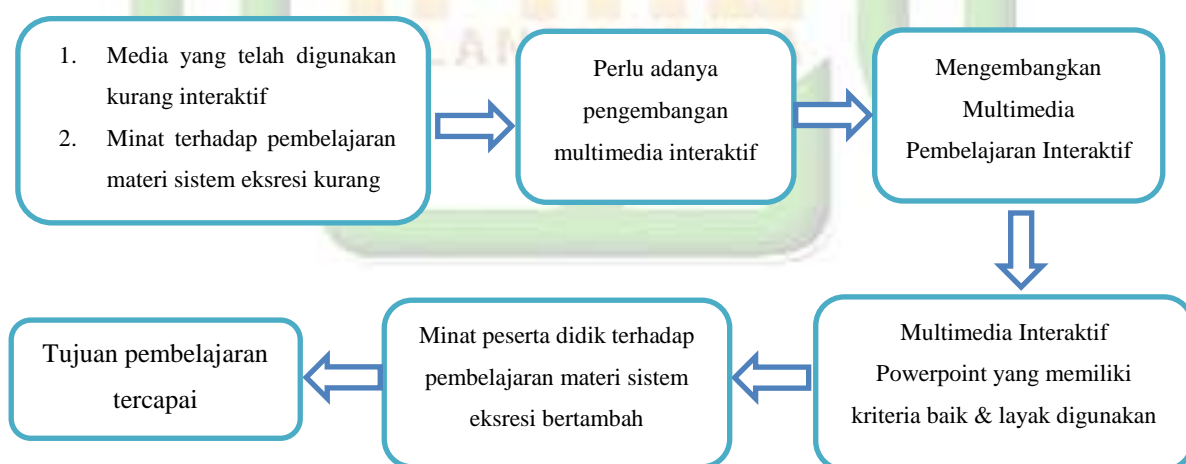 1. Media yang telah digunakan
kurang interaktif
2. Minat terhadap pembelajaran
materi sistem eksresi kurang
Perlu adanya
pengembangan
multimedia interaktif
Mengembangkan
Multimedia
Pembelajaran Interaktif
Multimedia Interaktif
Powerpoint yang memiliki
kriteria baik & layak digunakan
Minat peserta didik terhadap
pembelajaran materi sistem
eksresi bertambah
Tujuan pembelajaran
tercapai